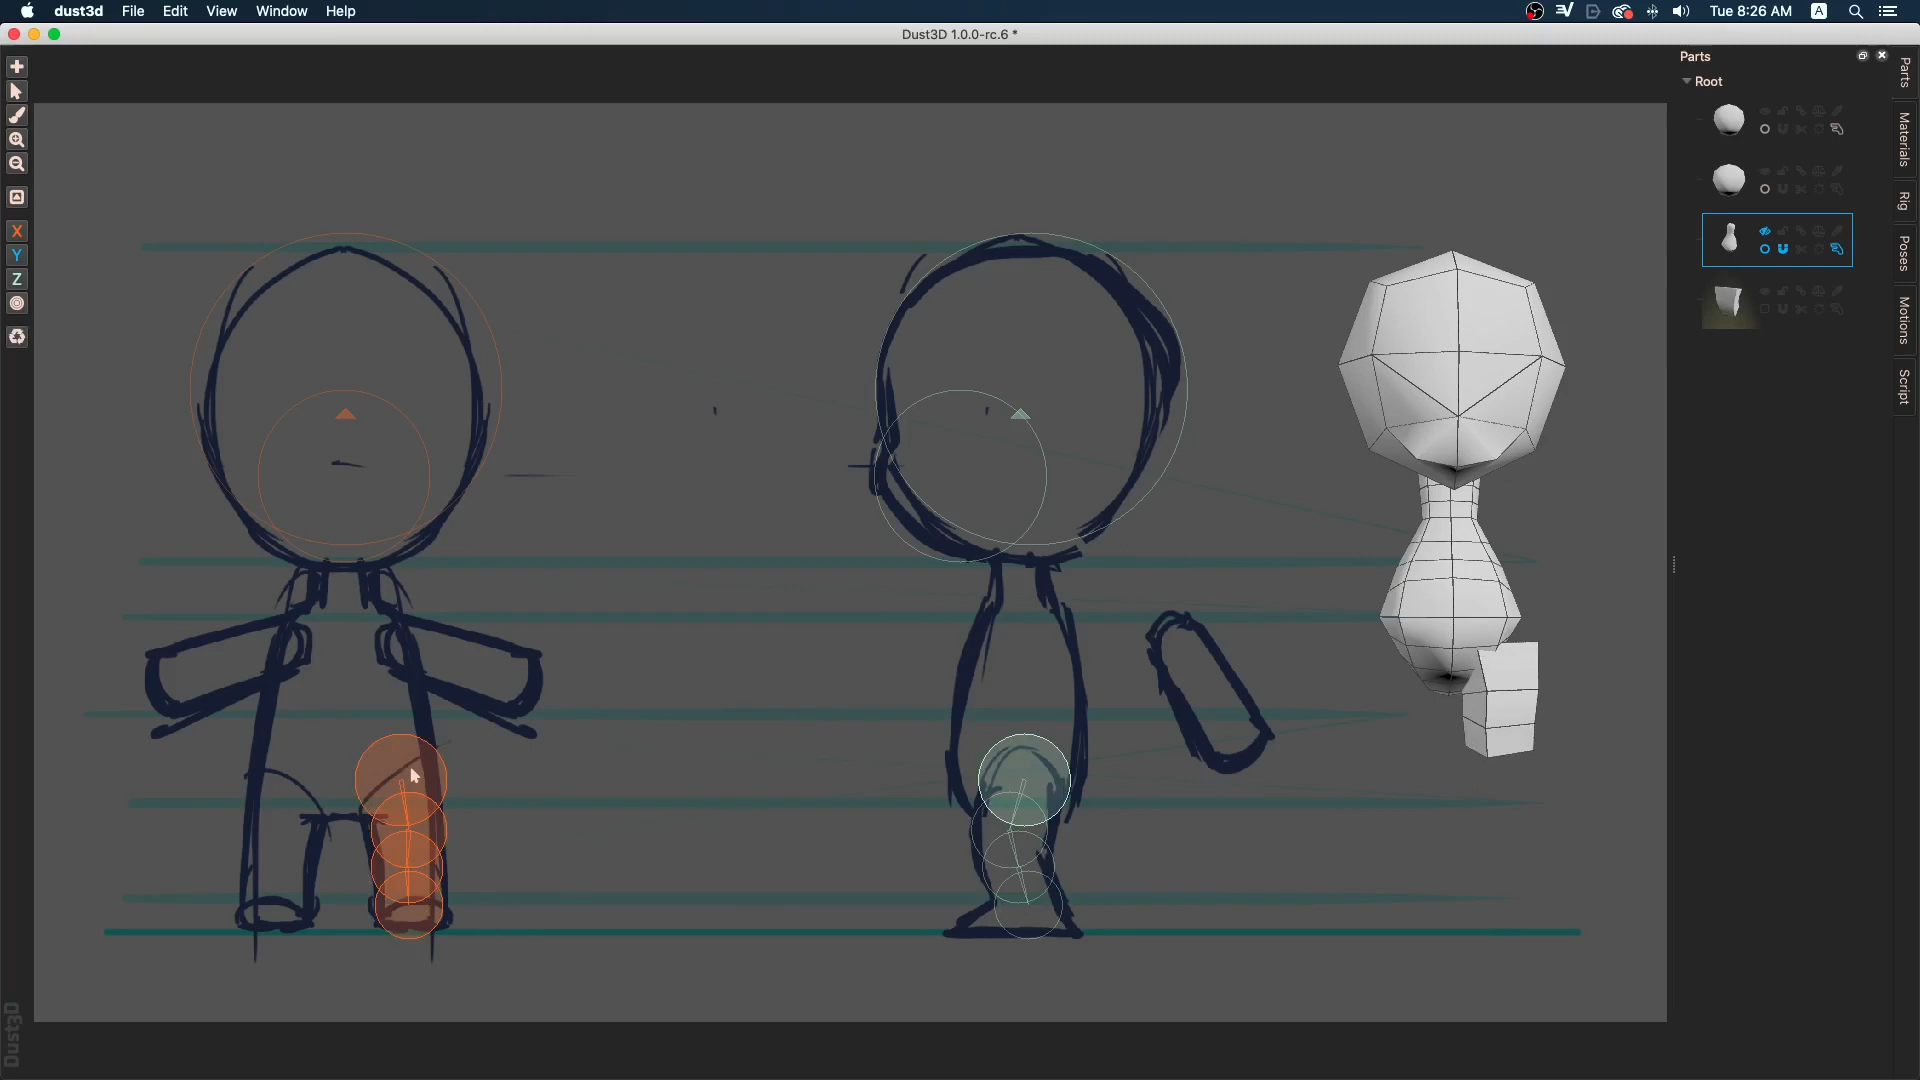 dust3d File Edit View Window Help Tue 8:26 AM A
Dust3D 1.0.0-rc.6 *
Parts
Root
X
Y
Z
Parts
Materials
Rig
Poses
Motions
Script
Dust3D